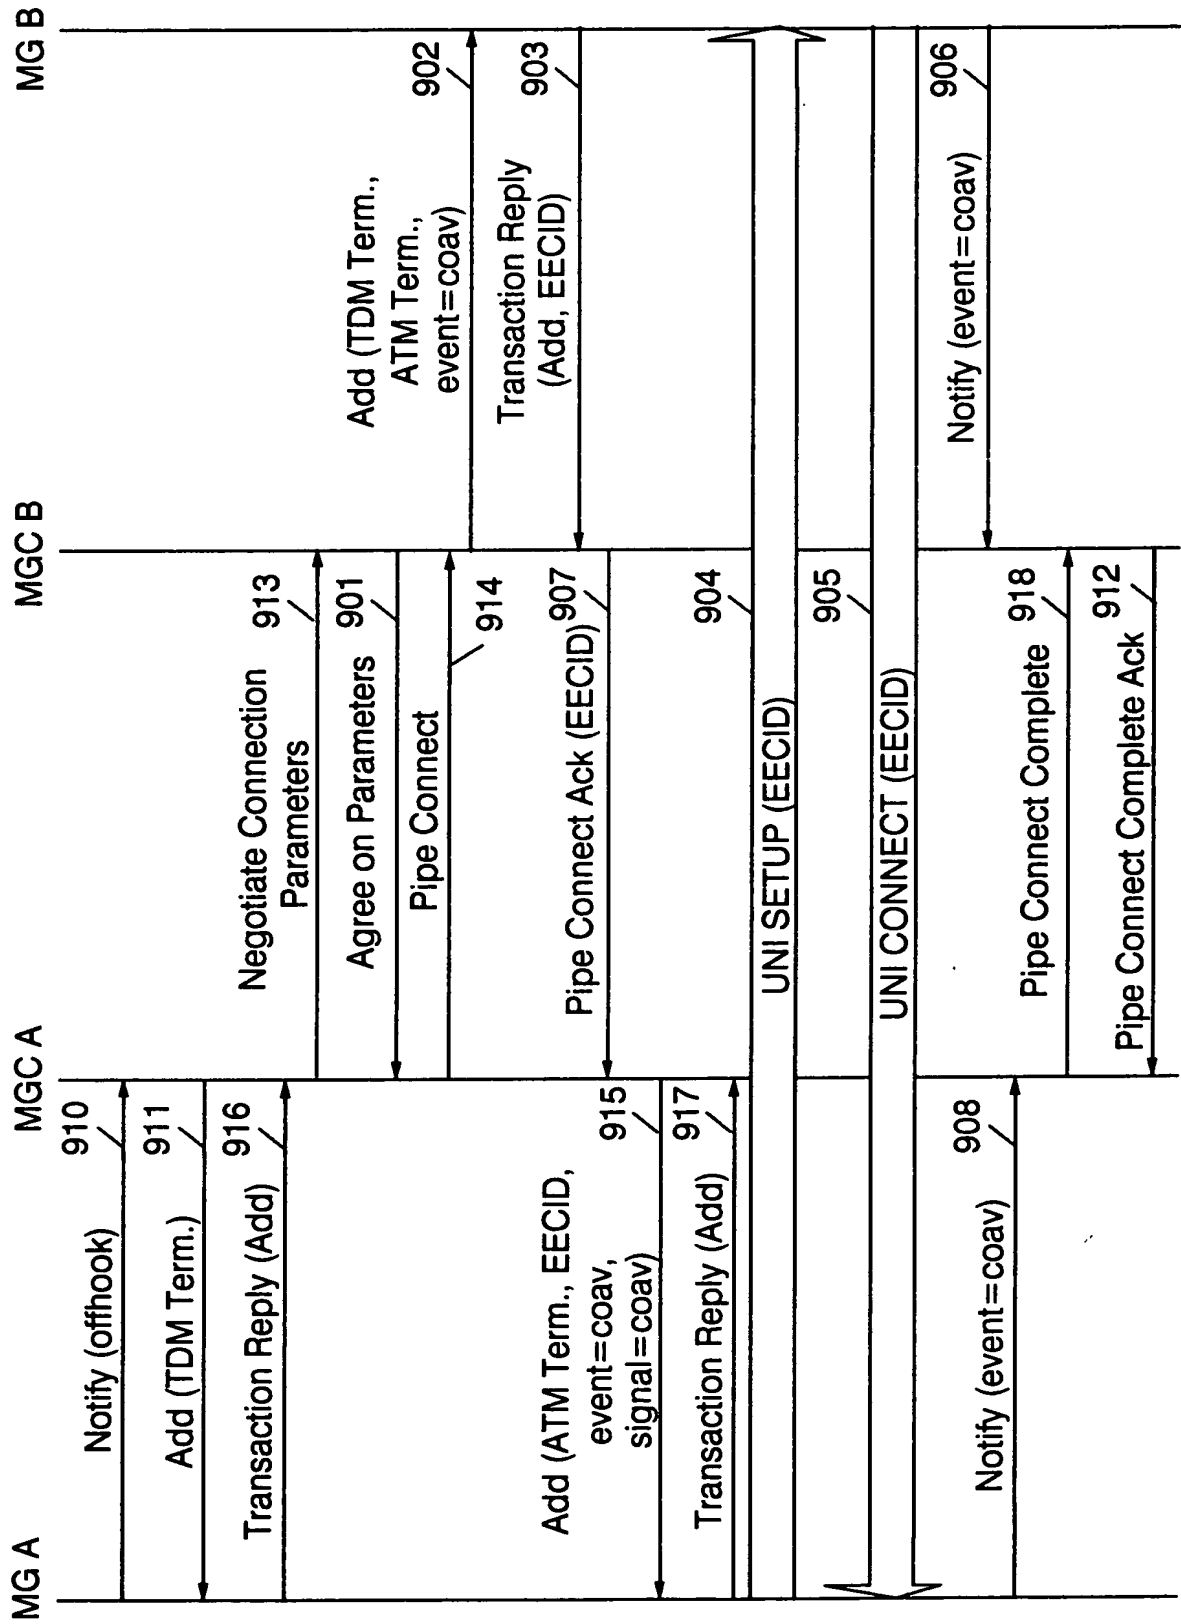 MG A
MGC A
MGC B
MG B
Notify (offhook)
910
Add (TDM Term.)
911
Transaction Reply (Add)
916
Negotiate Connection
Parameters
913
Agree on Parameters
901
Pipe Connect
914
Add (TDM Term.,
ATM Term.,
event=coav)
902
Transaction Reply
(Add, EECID)
903
Pipe Connect Ack (EECID)
907
Add (ATM Term., EECID,
event=coav,
signal=coav)
915
Transaction Reply (Add)
917
UNI SETUP (EECID)
904
UNI CONNECT (EECID)
905
Notify (event=coav)
906
Notify (event=coav)
908
Pipe Connect Complete
918
Pipe Connect Complete Ack
912